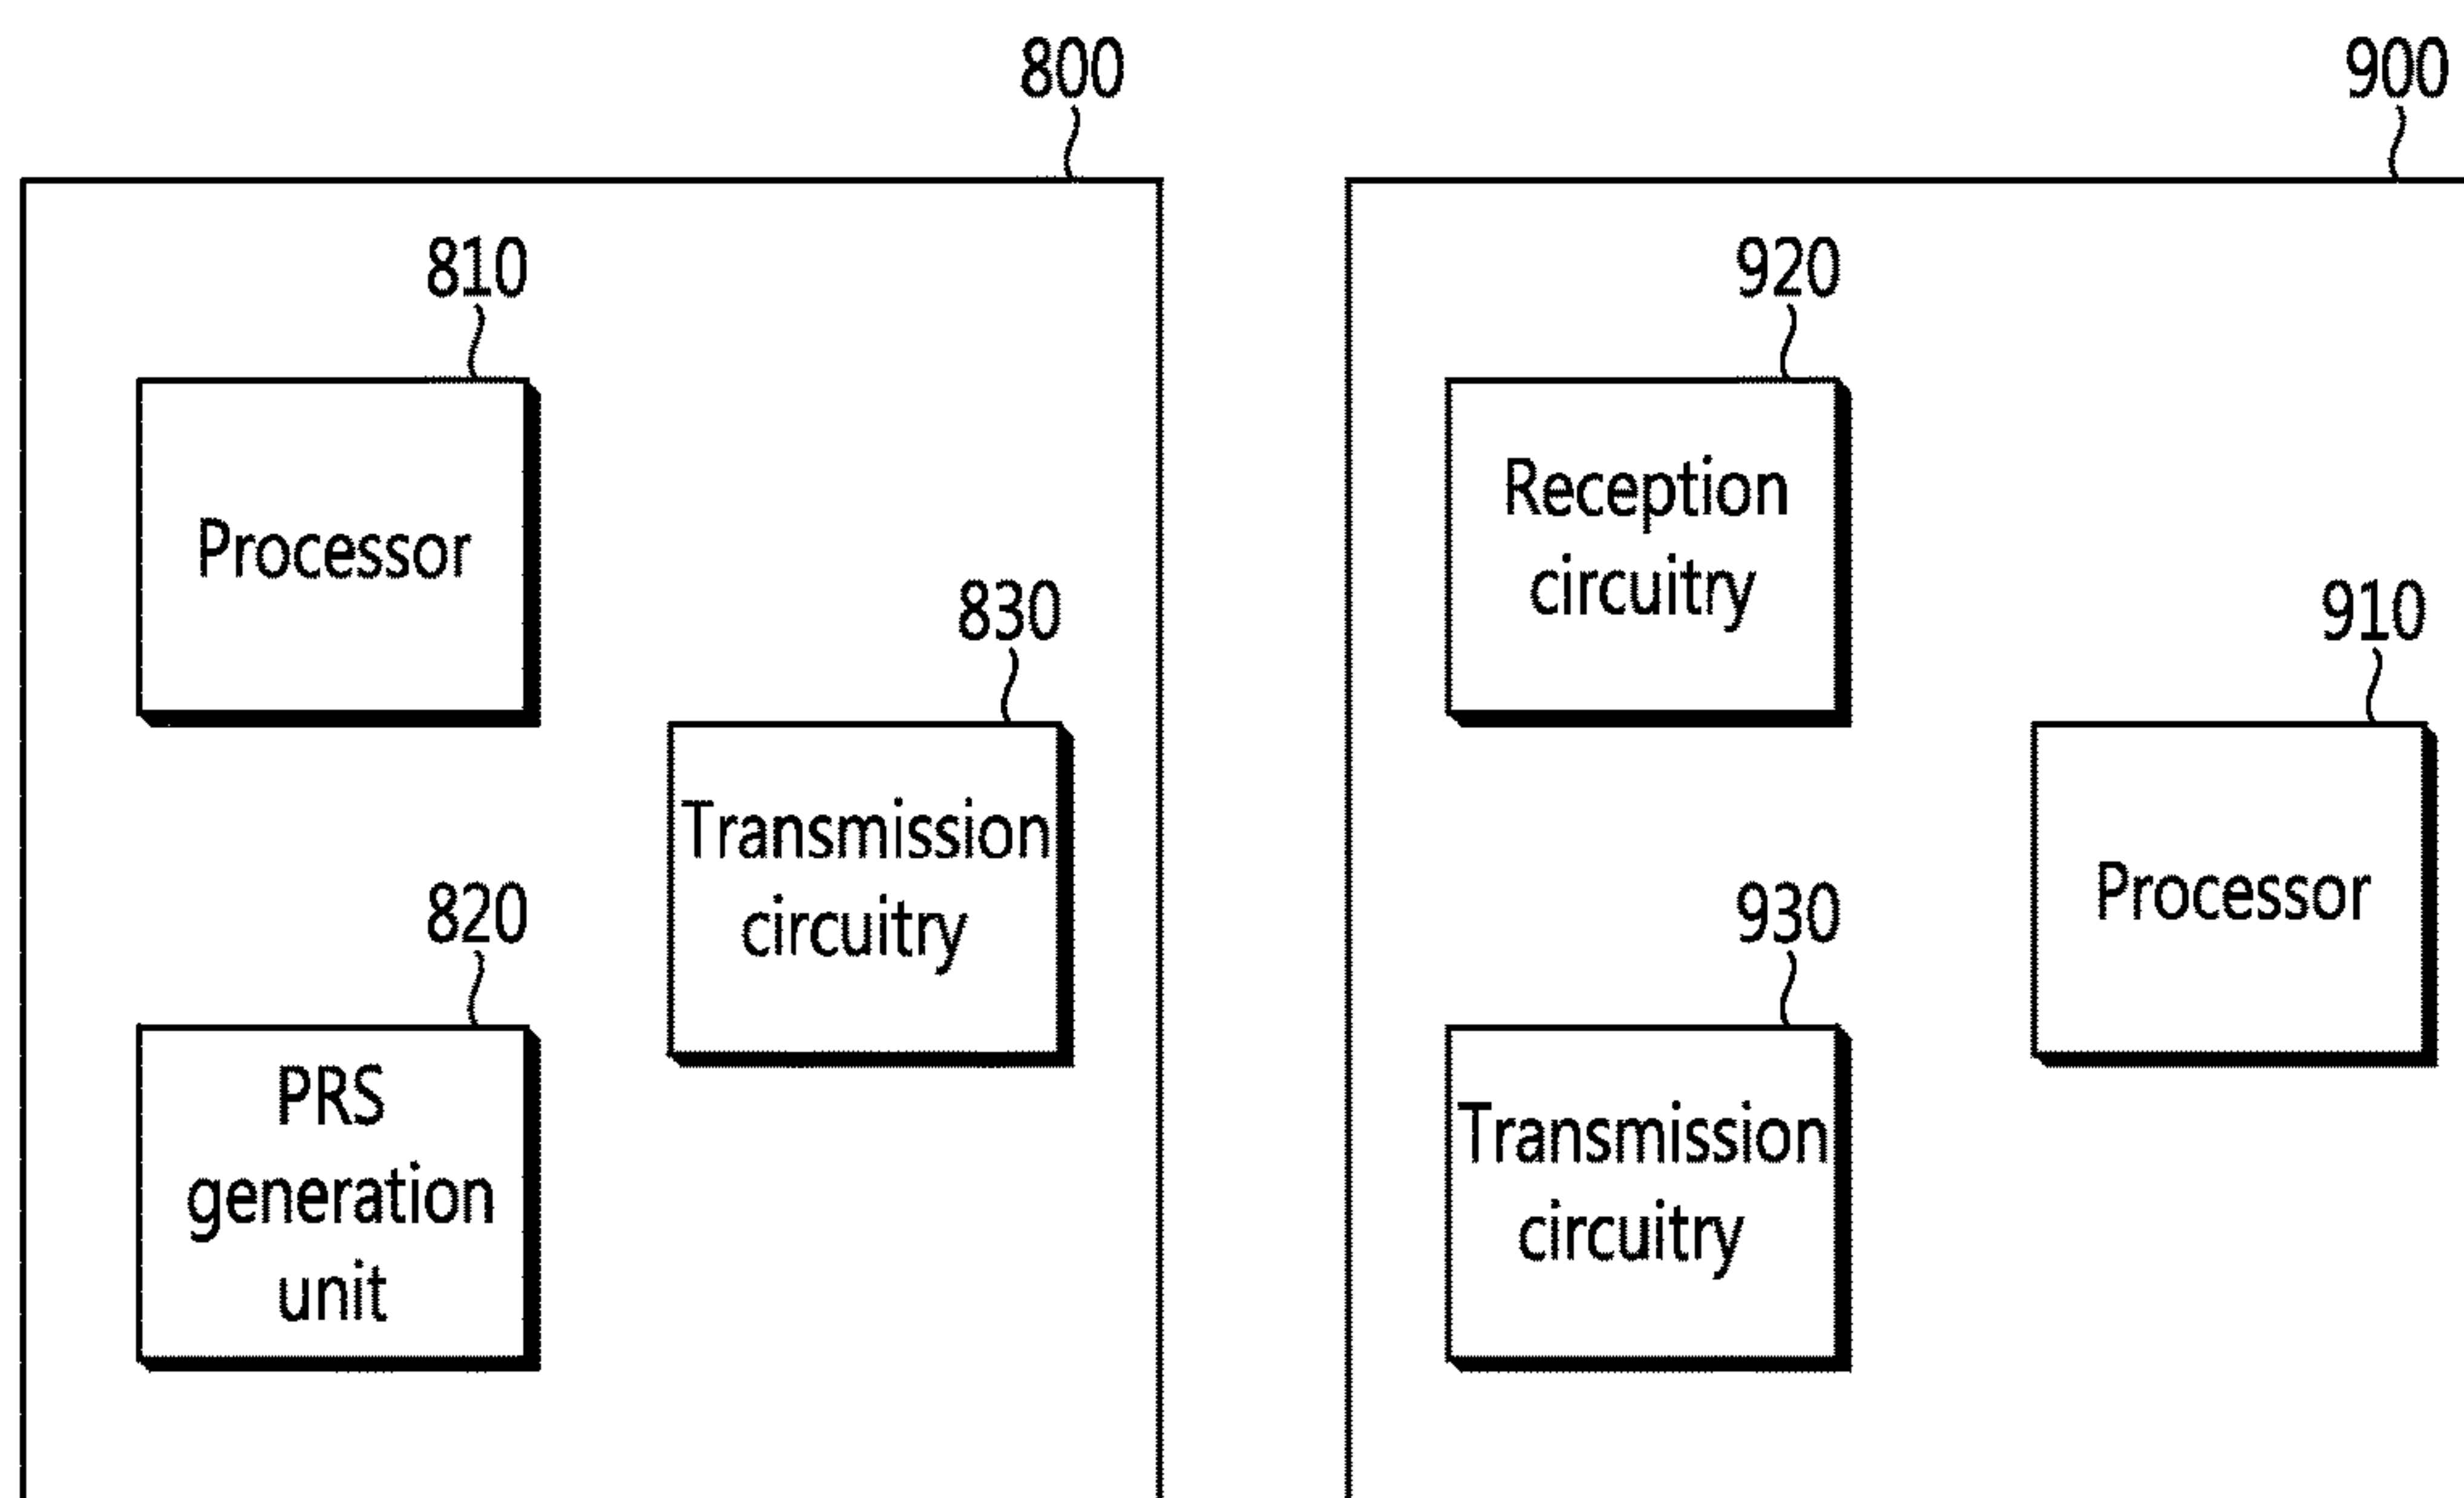 800
810
Processor
830
Transmission
circuitry
820
PRS
generation
unit
900
920
Reception
circuitry
910
Processor
930
Transmission
circuitry